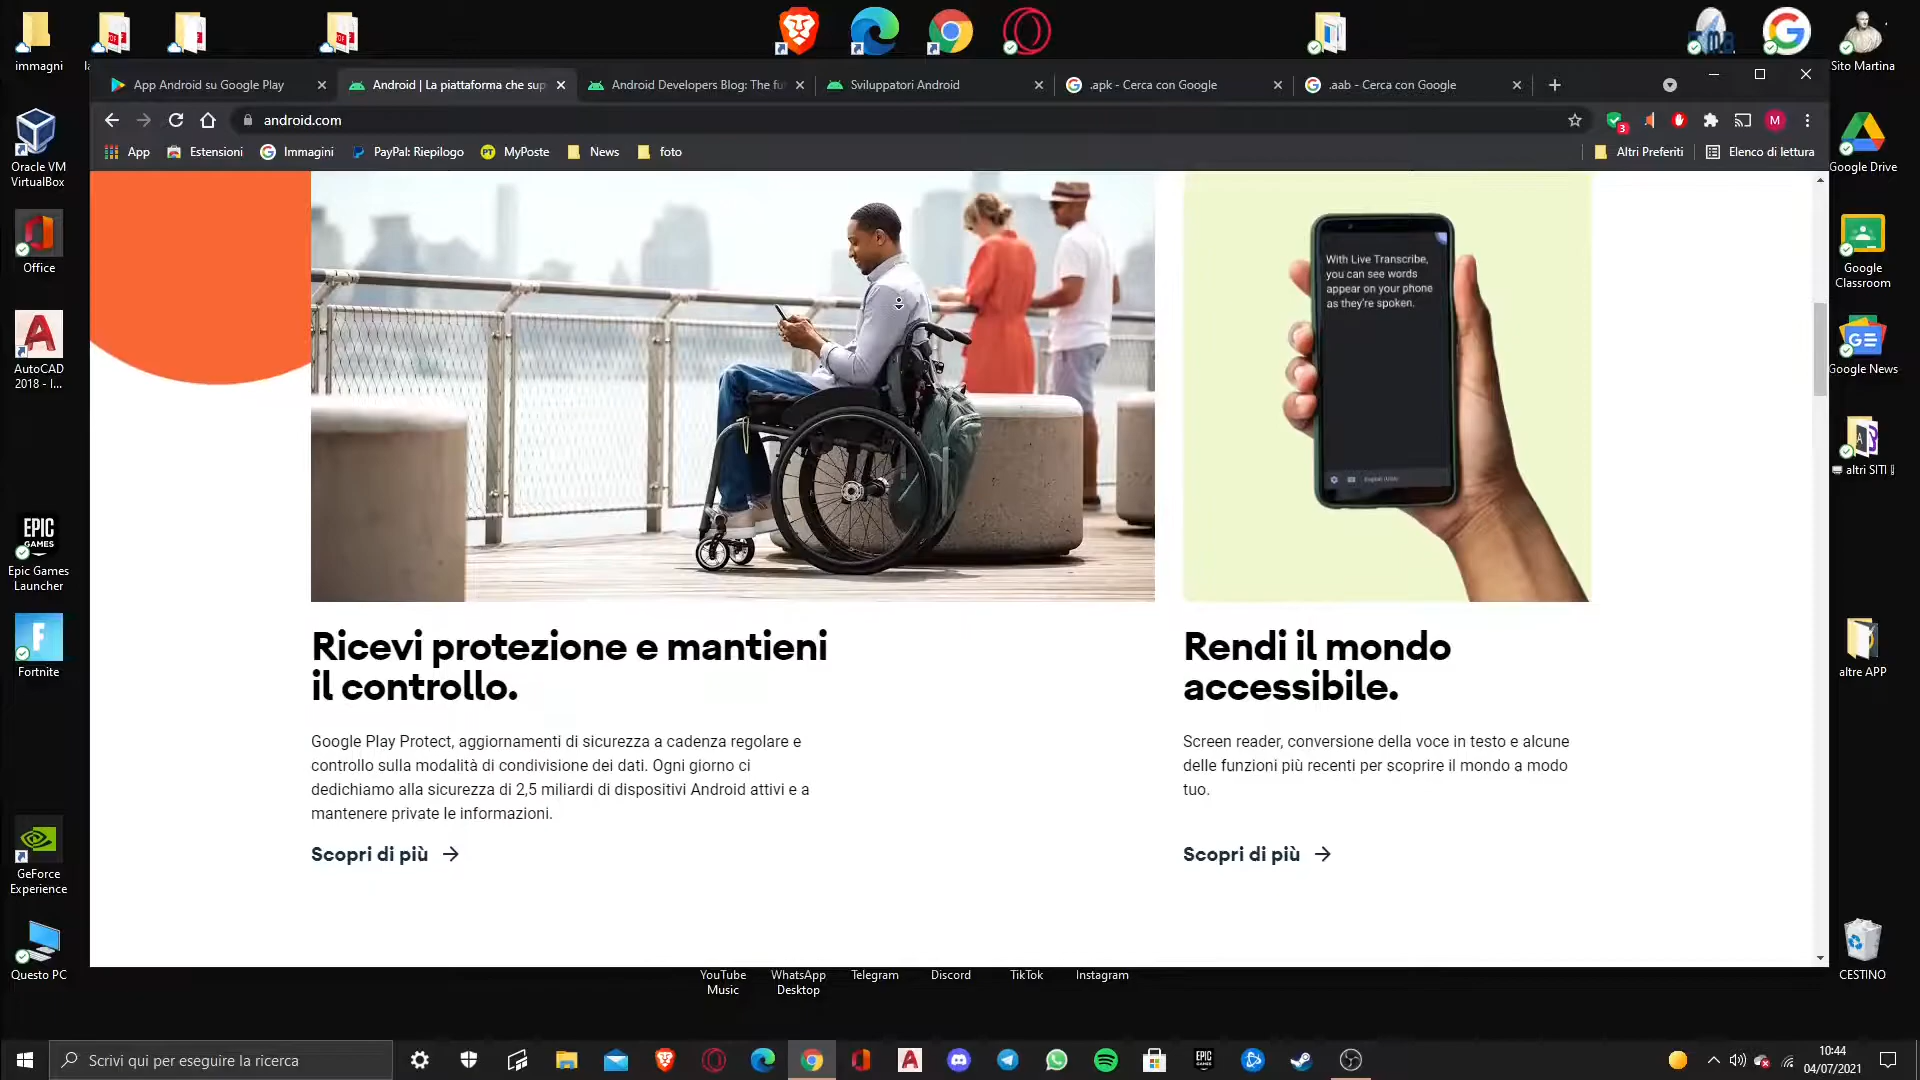 immagni
Sito Martina
App Android su Google Play
Android | La piattaforma che sup
Android Developers Blog: The fu
Sviluppatori Android
.apk - Cerca con Google
.aab - Cerca con Google
android.com
3
M
App
Estensioni
Immagini
PayPal: Riepilogo
MyPoste
News
foto
Altri Preferiti
Elenco di lettura
Oracle VM
VirtualBox
Office
AutoCAD
2018 - I...
EPIC
GAMES
Epic Games
Launcher
Fortnite
GeForce
Experience
Questo PC
With Live Transcribe,
you can see words
appear on your phone
as they're spoken.
Ricevi protezione e mantieni
il controllo.
Google Play Protect, aggiornamenti di sicurezza a cadenza regolare e
controllo sulla modalità di condivisione dei dati. Ogni giorno ci
dedichiamo alla sicurezza di 2,5 miliardi di dispositivi Android attivi e a
mantenere private le informazioni.
Scopri di più
Rendi il mondo
accessibile.
Screen reader, conversione della voce in testo e alcune
delle funzioni più recenti per scoprire il mondo a modo
tuo.
Scopri di più
Google Drive
Google
Classroom
Google News
altri SITI
altre APP
CESTINO
YouTube
Music
WhatsApp
Desktop
Telegram
Discord
TikTok
Instagram
Scrivi qui per eseguire la ricerca
10:44
04/07/2021